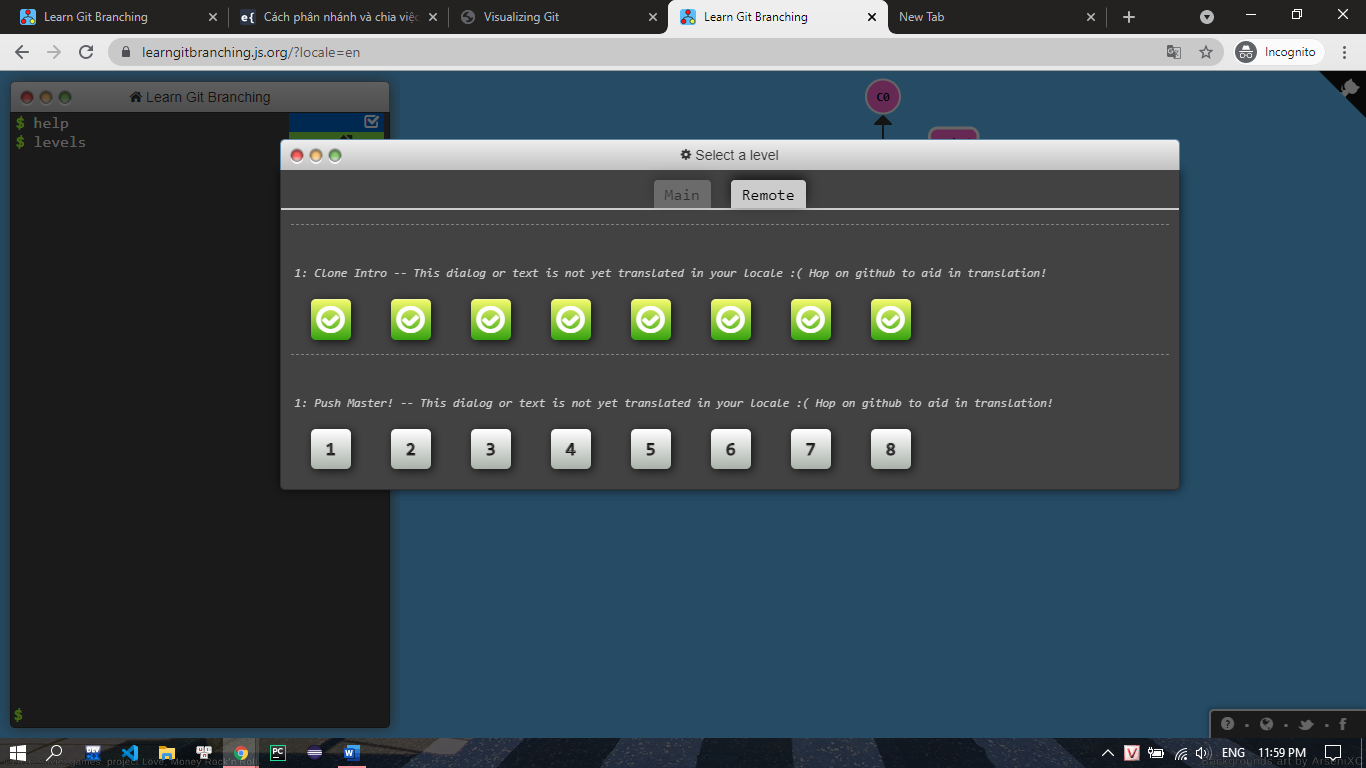 Learn Git Branching
Cách phân nhánh và chia việc
Visualizing Git
Learn Git Branching
New Tab
learngitbranching.js.org/?locale=en
Incognito
Learn Git Branching
$ help
$ levels
C0
Select a level
Main
Remote
1: Clone Intro -- This dialog or text is not yet translated in your locale :( Hop on github to aid in translation!
1: Push Master! -- This dialog or text is not yet translated in your locale :( Hop on github to aid in translation!
1 2 3 4 5 6 7 8
$
ENG
11:59 PM